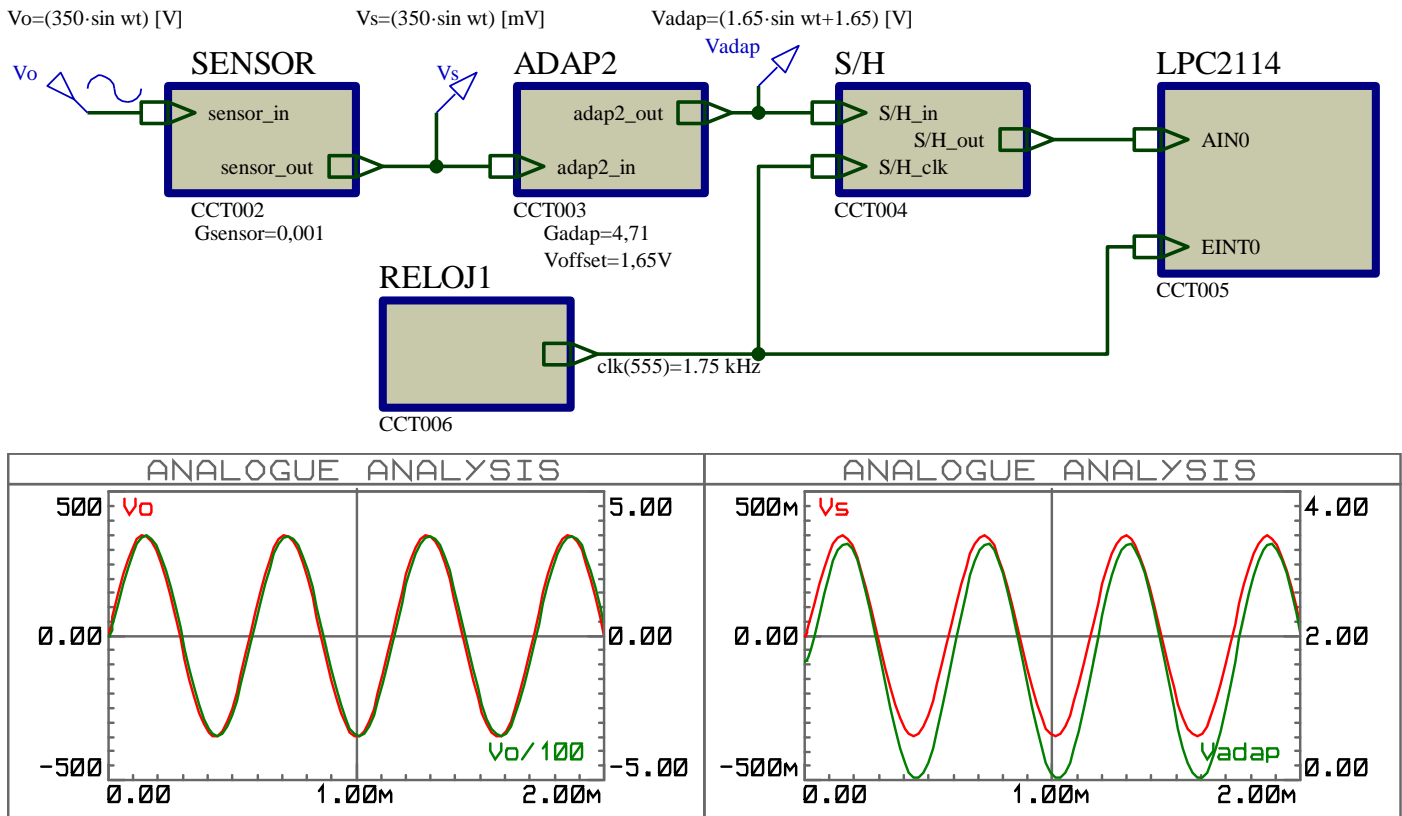 Vo=(350·sin wt) [V]
Vs=(350·sin wt) [mV]
Vadap=(1.65·sin wt+1.65) [V]
SENSOR
ADAP2
S/H
LPC2114
Vo
Vs
Vadap
sensor_in
sensor_out
adap2_out
adap2_in
S/H_in
S/H_out
S/H_clk
AIN0
EINT0
CCT002
Gsensor=0,001
CCT003
Gadap=4,71
Voffset=1,65V
CCT004
CCT005
RELOJ1
clk(555)=1.75 kHz
CCT006
ANALOGUE ANALYSIS
500
Vo
5.00
0.00
0.00
-500
Vo/100
-5.00
0.00
1.00m
2.00m
ANALOGUE ANALYSIS
500m
Vs
4.00
0.00
2.00
-500m
Vadap
0.00
0.00
1.00m
2.00m